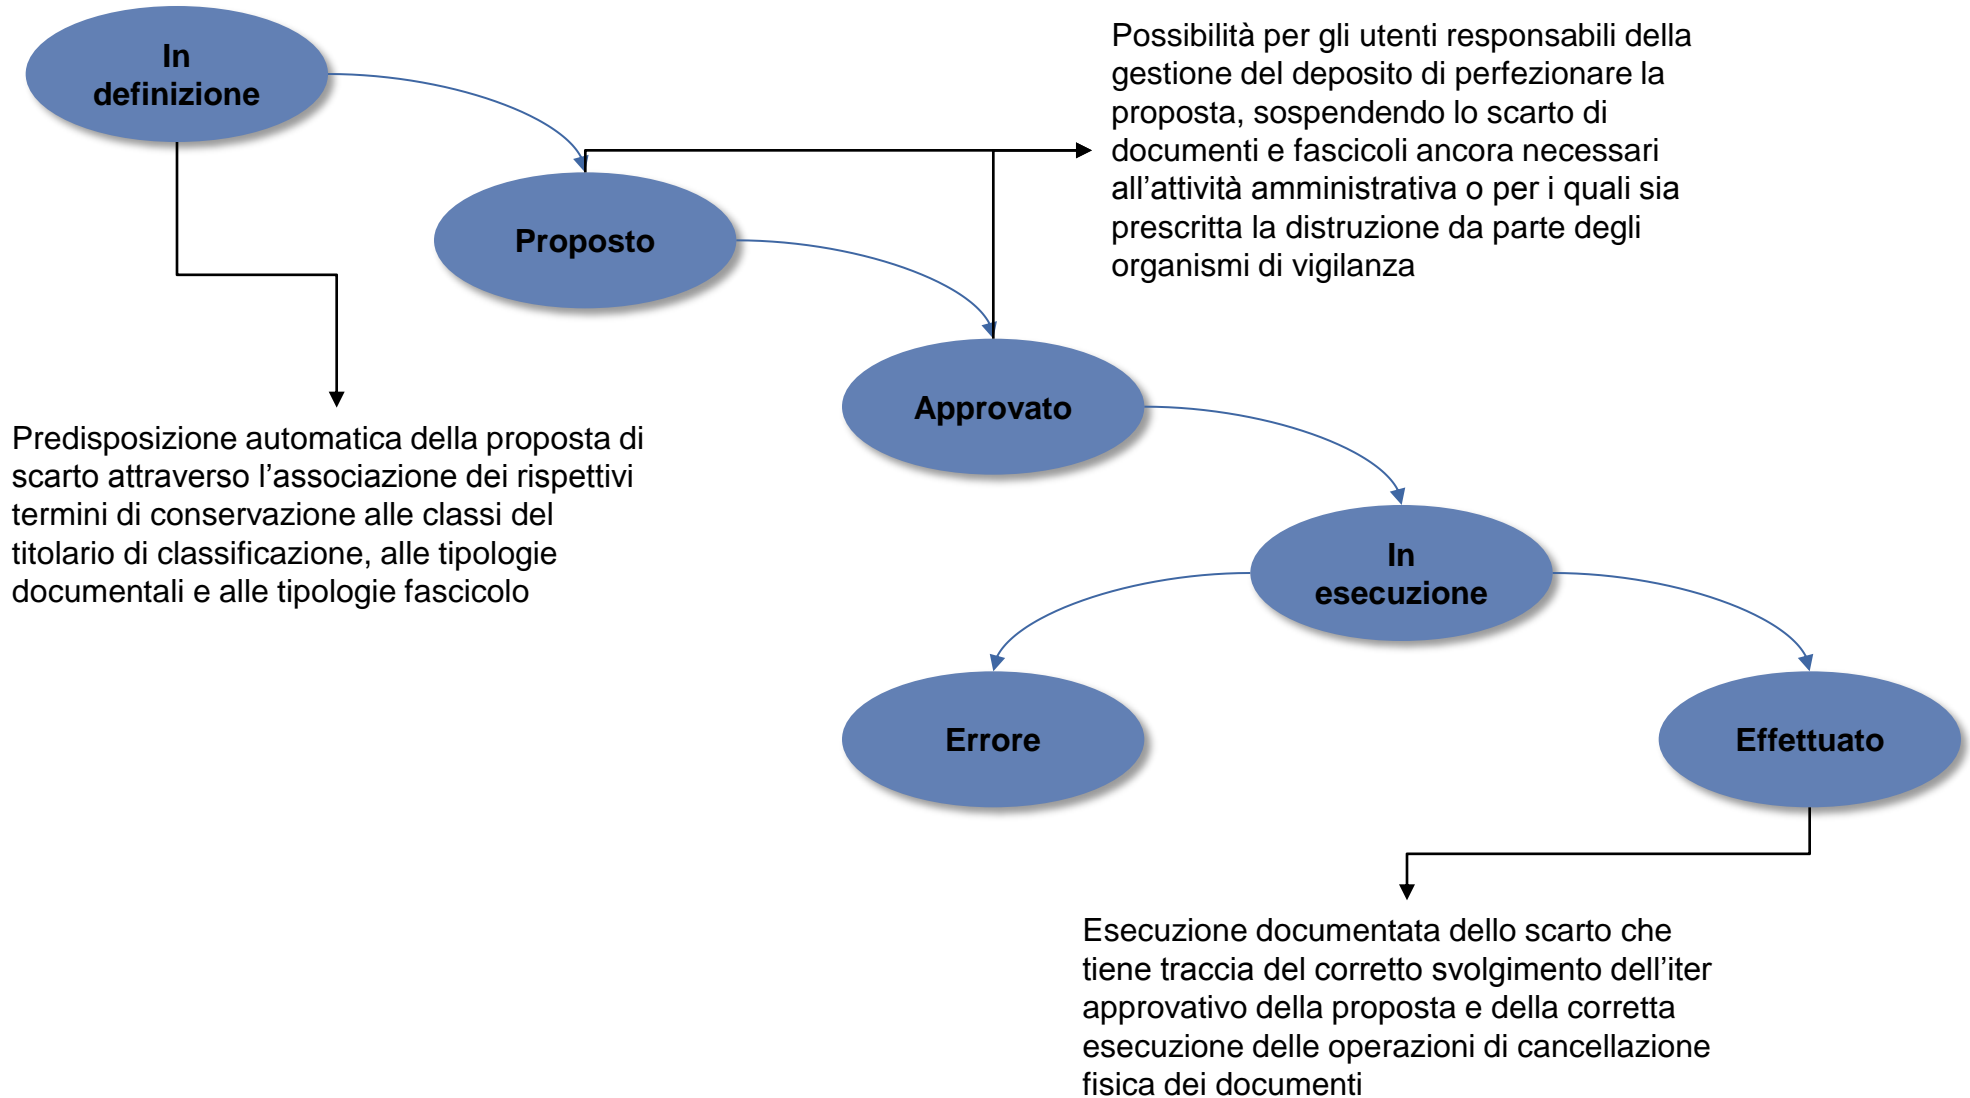 In
definizione
Possibilità per gli utenti responsabili della
gestione del deposito di perfezionare la
proposta, sospendendo lo scarto di
documenti e fascicoli ancora necessari
all’attività amministrativa o per i quali sia
prescritta la distruzione da parte degli
organismi di vigilanza
Proposto
Approvato
Predisposizione automatica della proposta di
scarto attraverso l’associazione dei rispettivi
termini di conservazione alle classi del
titolario di classificazione, alle tipologie
documentali e alle tipologie fascicolo
In
esecuzione
Errore
Effettuato
Esecuzione documentata dello scarto che
tiene traccia del corretto svolgimento dell’iter
approvativo della proposta e della corretta
esecuzione delle operazioni di cancellazione
fisica dei documenti